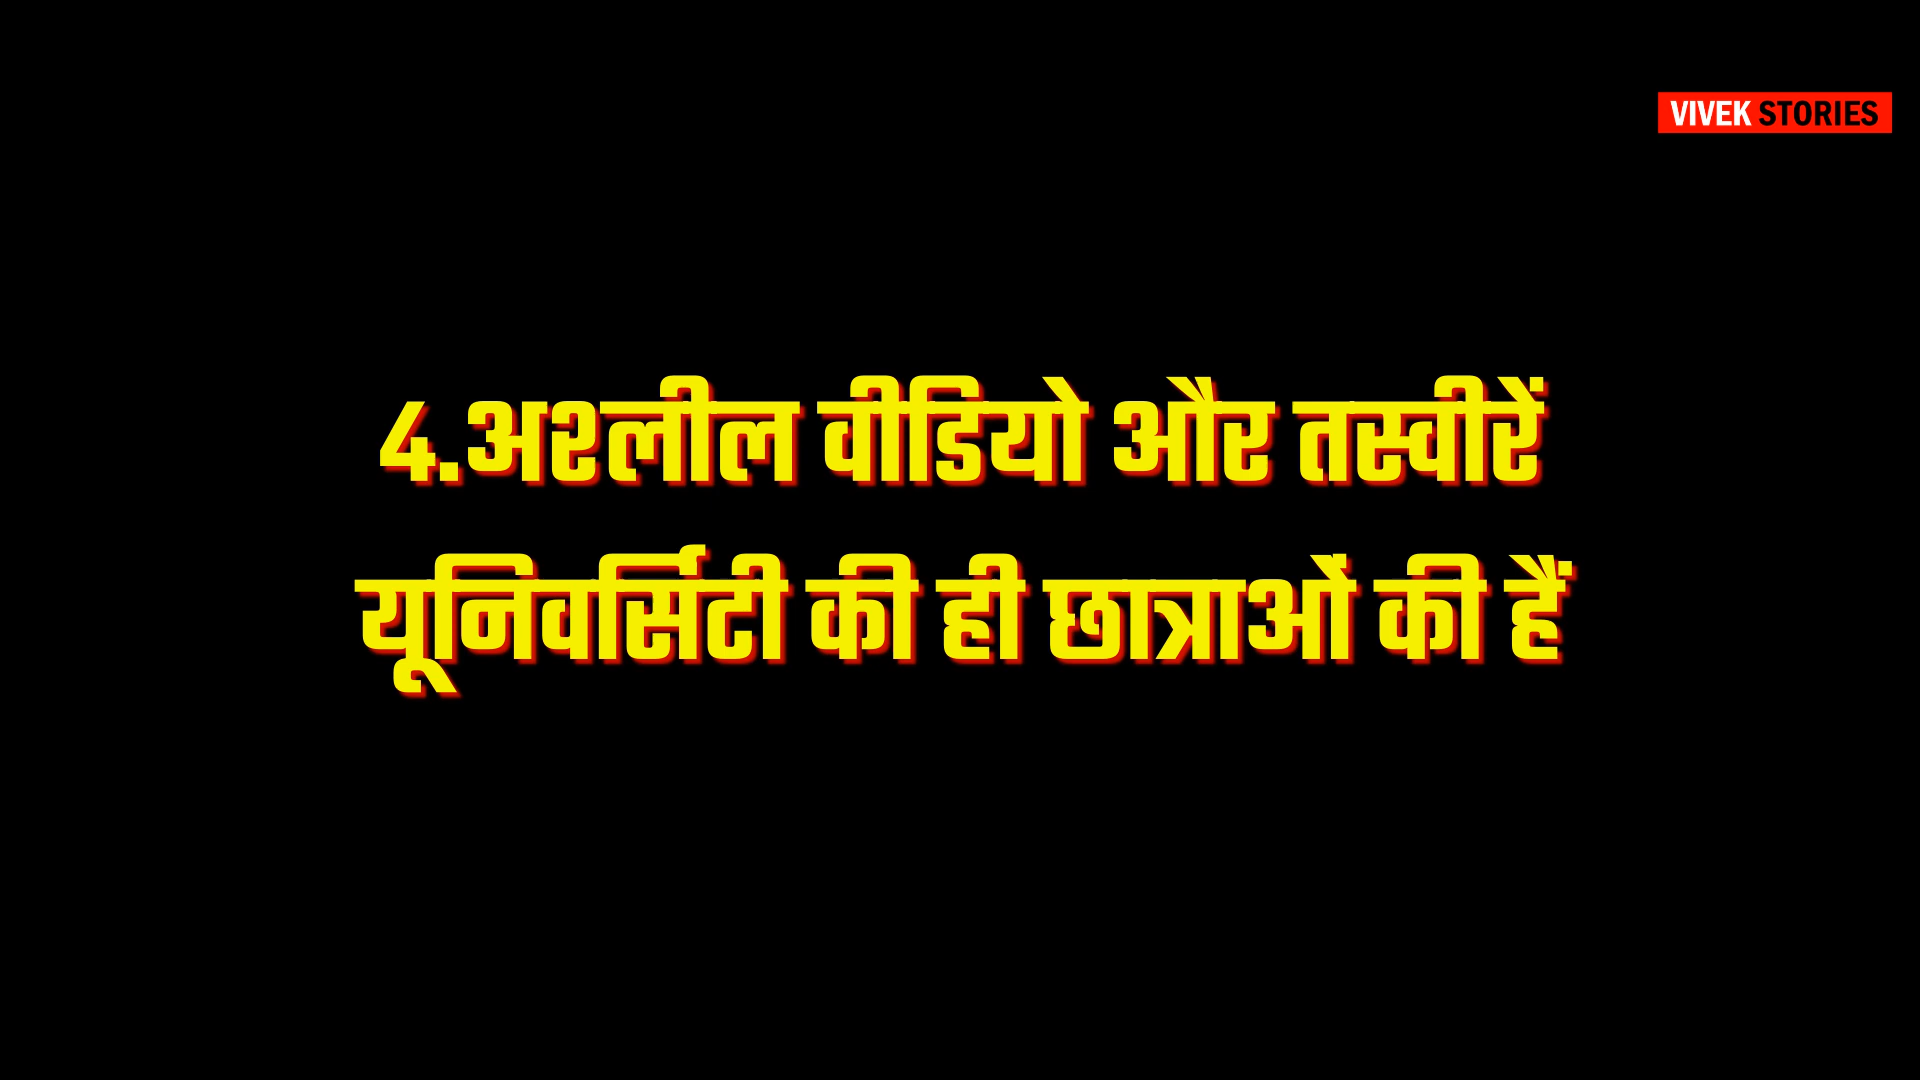 VIVEK STORIES
4.अश्लील वीडियो और तस्वीरें
यूनिवर्सिटी की ही छात्राओं की हैं